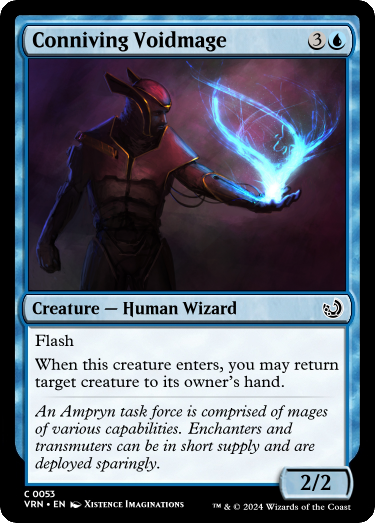 Conniving Voidmage 3
Creature — Human Wizard
Flash
When this creature enters, you may return
target creature to its owner's hand.
An Ampryn task force is comprised of mages
of various capabilities. Enchanters and
transmuters can be in short supply and are
deployed sparingly.
2/2
C 0053
VRN • EN Xistence Imaginations
™ & © 2024 Wizards of the Coast